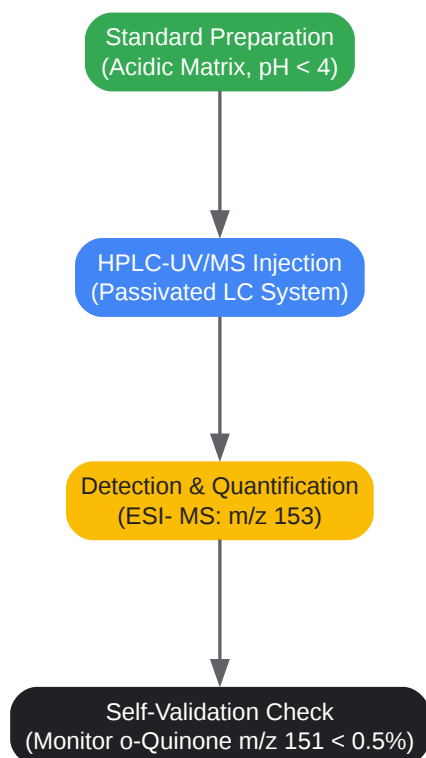 Standard Preparation
(Acidic Matrix, pH < 4)
HPLC-UV/MS Injection
(Passivated LC System)
Detection & Quantification
(ESI- MS: m/z 153)
Self-Validation Check
(Monitor o-Quinone m/z 151 < 0.5%)